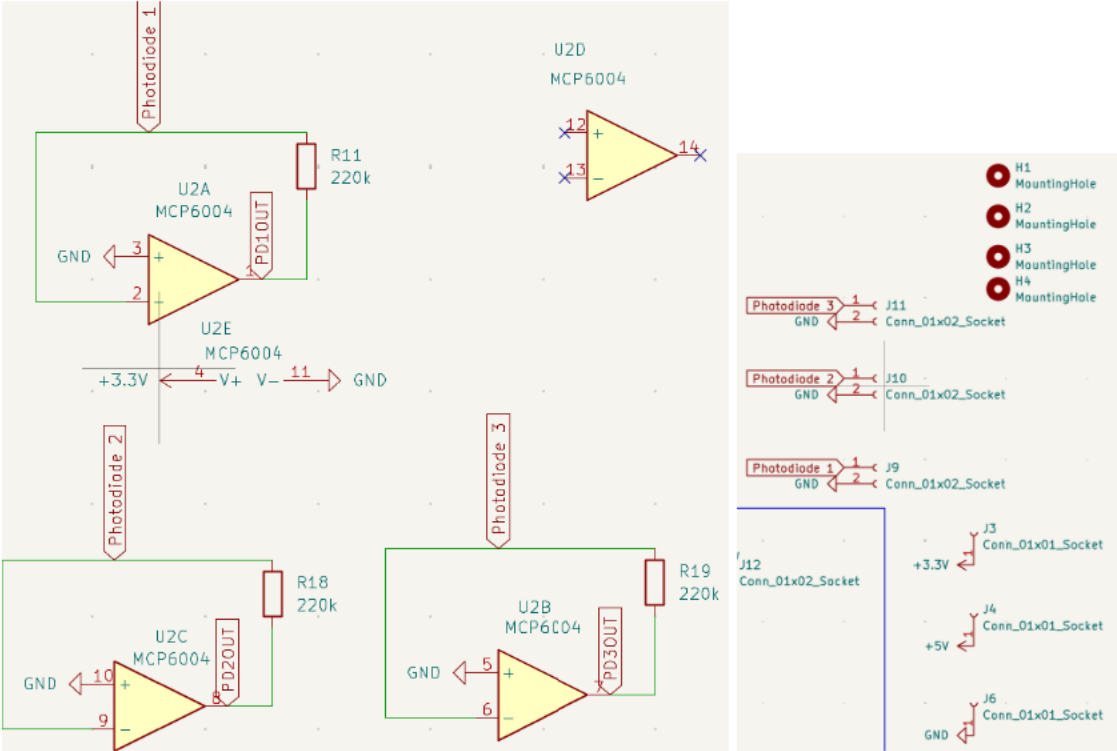 Photodiode 1
R11
220k
U2A
MCP6004
PD1OUT
GND
3
+
1
2
U2E
MCP6004
+3.3V
4
V+
V-
11
GND
U2D
MCP6004
12
+
13
-
14
Photodiode 2
R18
220k
U2C
MCP6004
PD2OUT
GND
10
+
8
9
-
Photodiode 3
R19
220k
U2B
MCP6004
PD3OUT
GND
5
+
7
6
-
H1
MountingHole
H2
MountingHole
H3
MountingHole
H4
MountingHole
Photodiode 3
1
J11
GND
2
Conn_01x02_Socket
Photodiode 2
1
J10
GND
2
Conn_01x02_Socket
Photodiode 1
1
J9
GND
2
Conn_01x02_Socket
J12
Conn_01x02_Socket
J3
Conn_01x01_Socket
+3.3V
1
J4
Conn_01x01_Socket
+5V
1
J6
Conn_01x01_Socket
GND
1